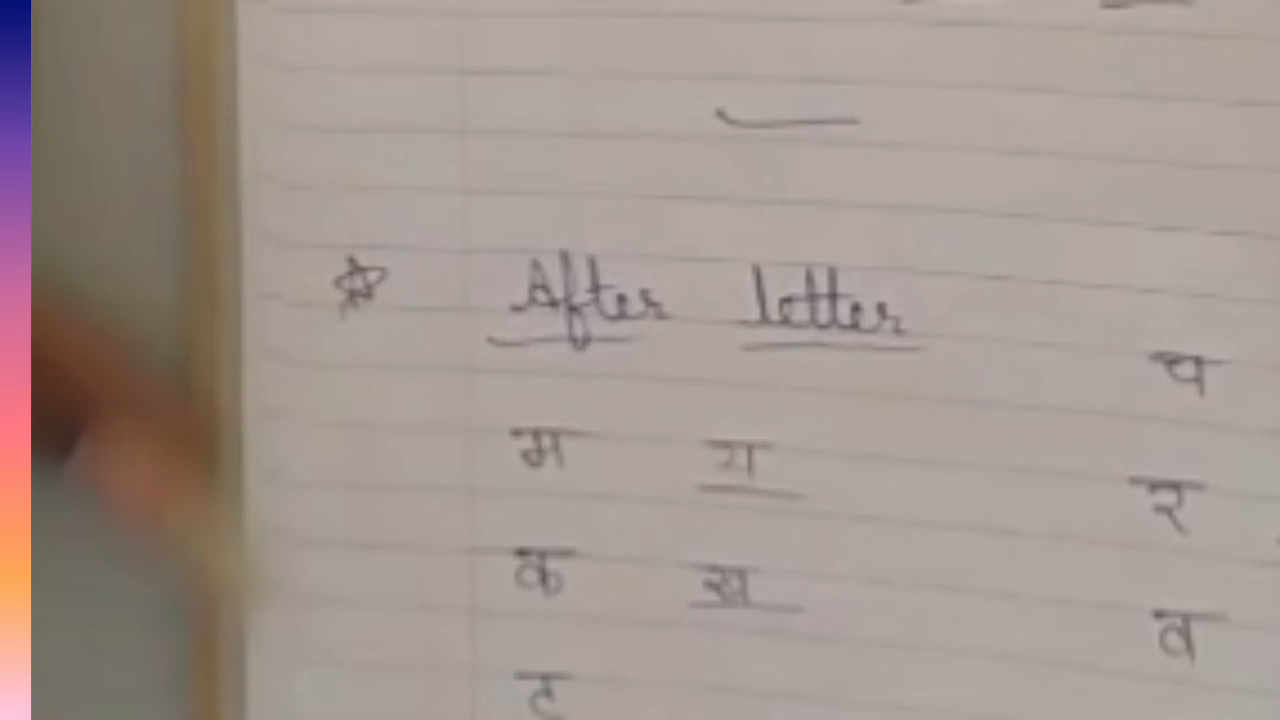 After letter
च
म य
र
क ख
व
ट